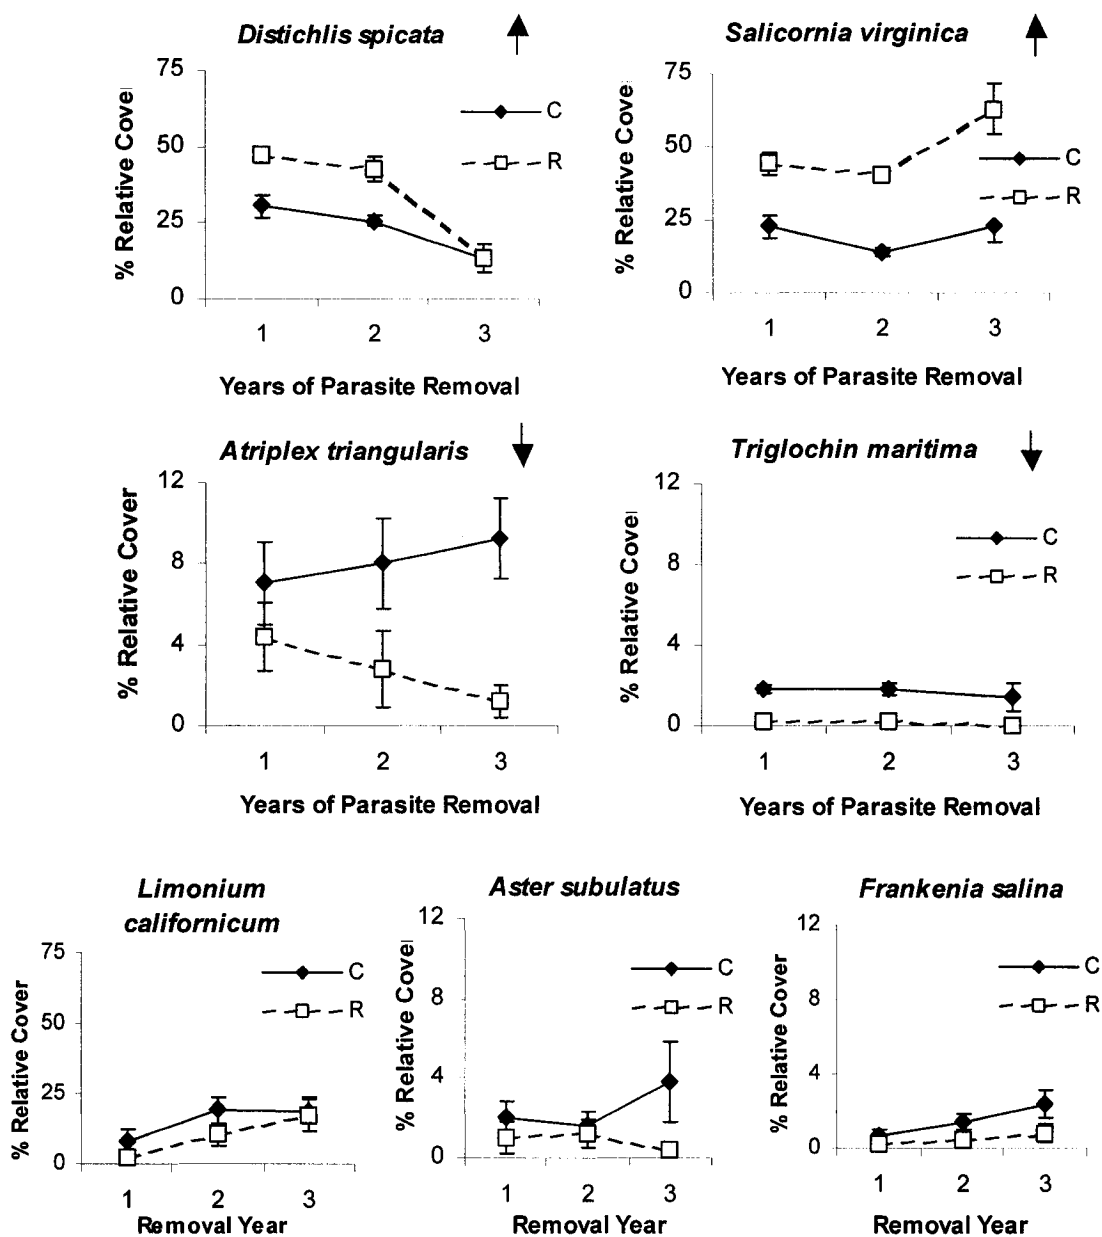 Distichlis spicata
75
50
25
0
% Relative Cover
C
R
1 2 3
Years of Parasite Removal
Salicornia virginica
75
50
25
0
% Relative Cove
C
R
1 2 3
Years of Parasite Removal
Atriplex triangularis
12
8
4
0
% Relative Cover
1 2 3
Years of Parasite Removal
Triglochin maritima
12
8
4
0
% Relative Cove
C
R
1 2 3
Years of Parasite Removal
Limonium
californicum
75
50
25
0
% Relative Cover
C
R
1 2 3
Removal Year
Aster subulatus
12
8
4
0
% Relative Cove
C
R
1 2 3
Removal Year
Frankenia salina
12
8
4
0
% Relative Cover
C
R
1 2 3
Removal Year